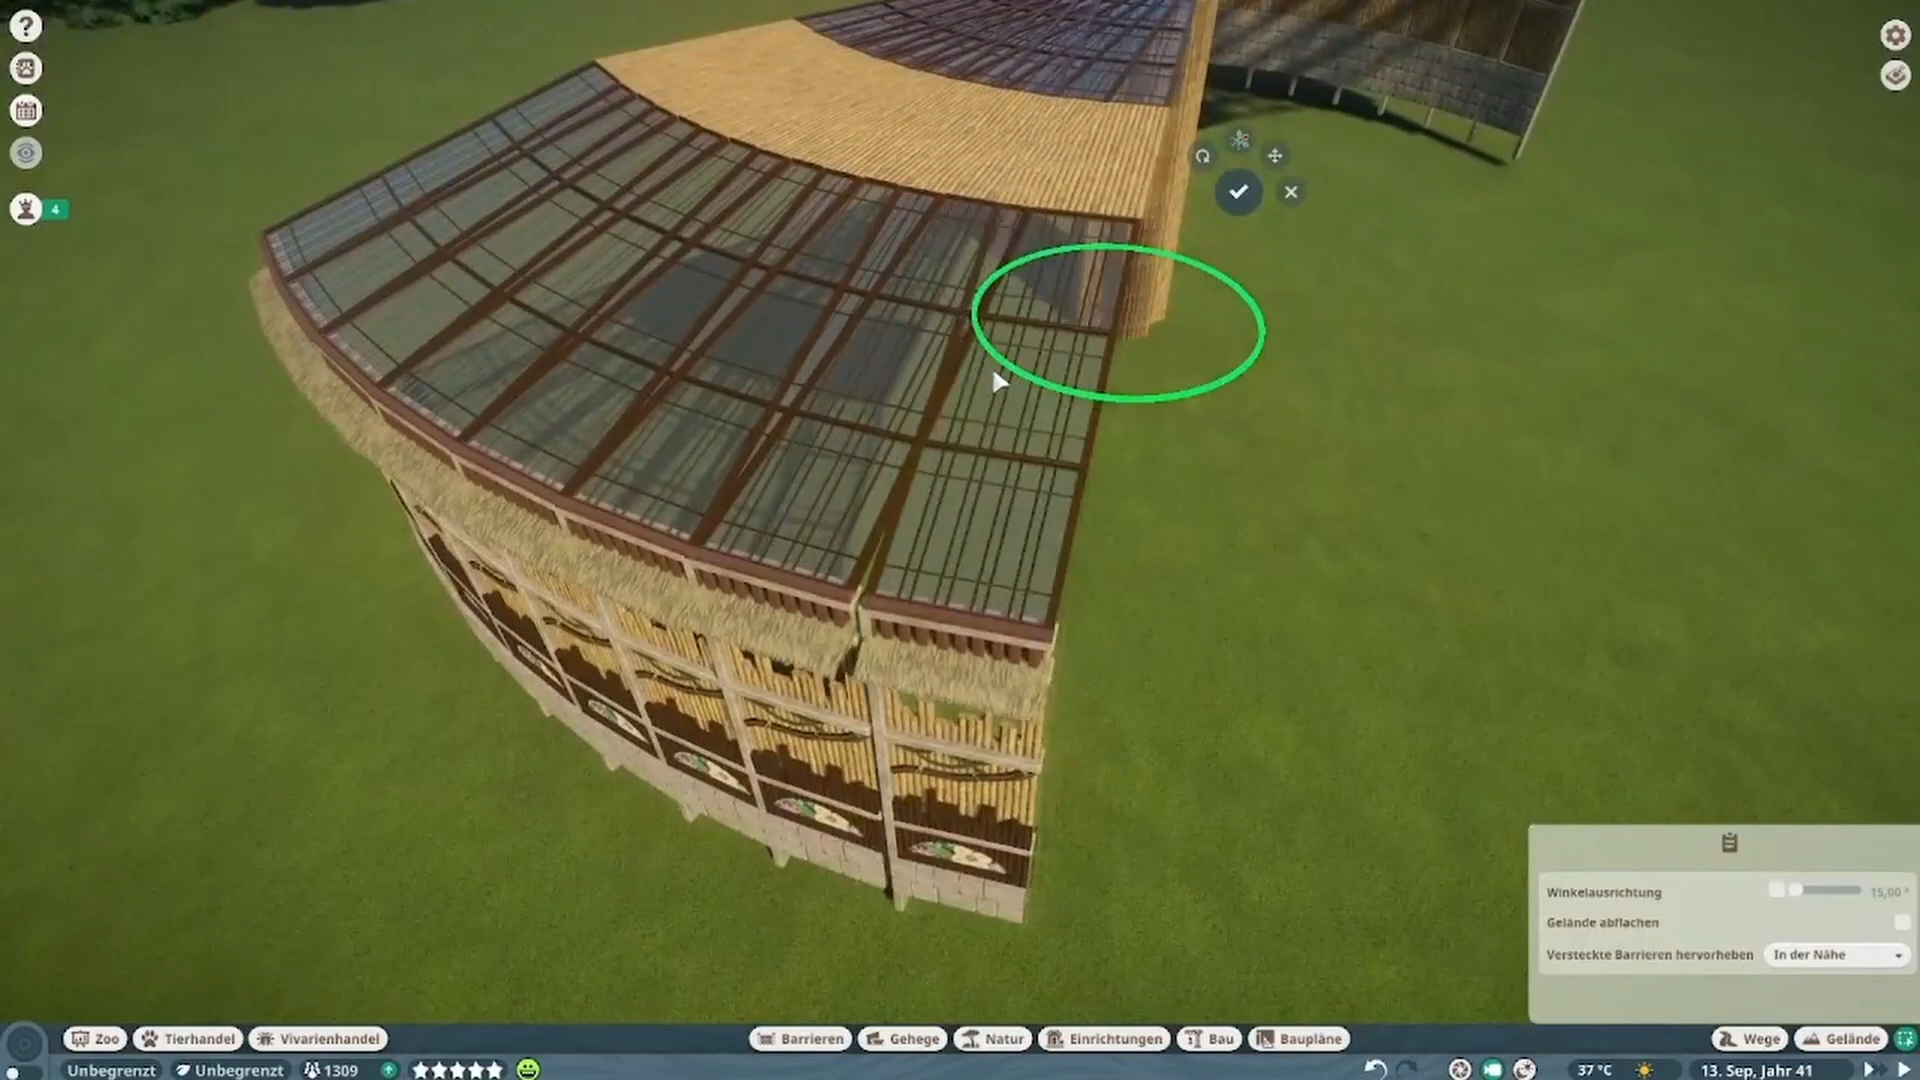 ?
4
Winkelausrichtung 15,00 °
Gelände abflachen
Versteckte Barrieren hervorheben In der Nähe
Zoo Tierhandel Vivarienhandel Barrieren Gehege Natur Einrichtungen Bau Baupläne Wege Gelände
Unbegrenzt Unbegrenzt 1309 37 °C 13. Sep, Jahr 41